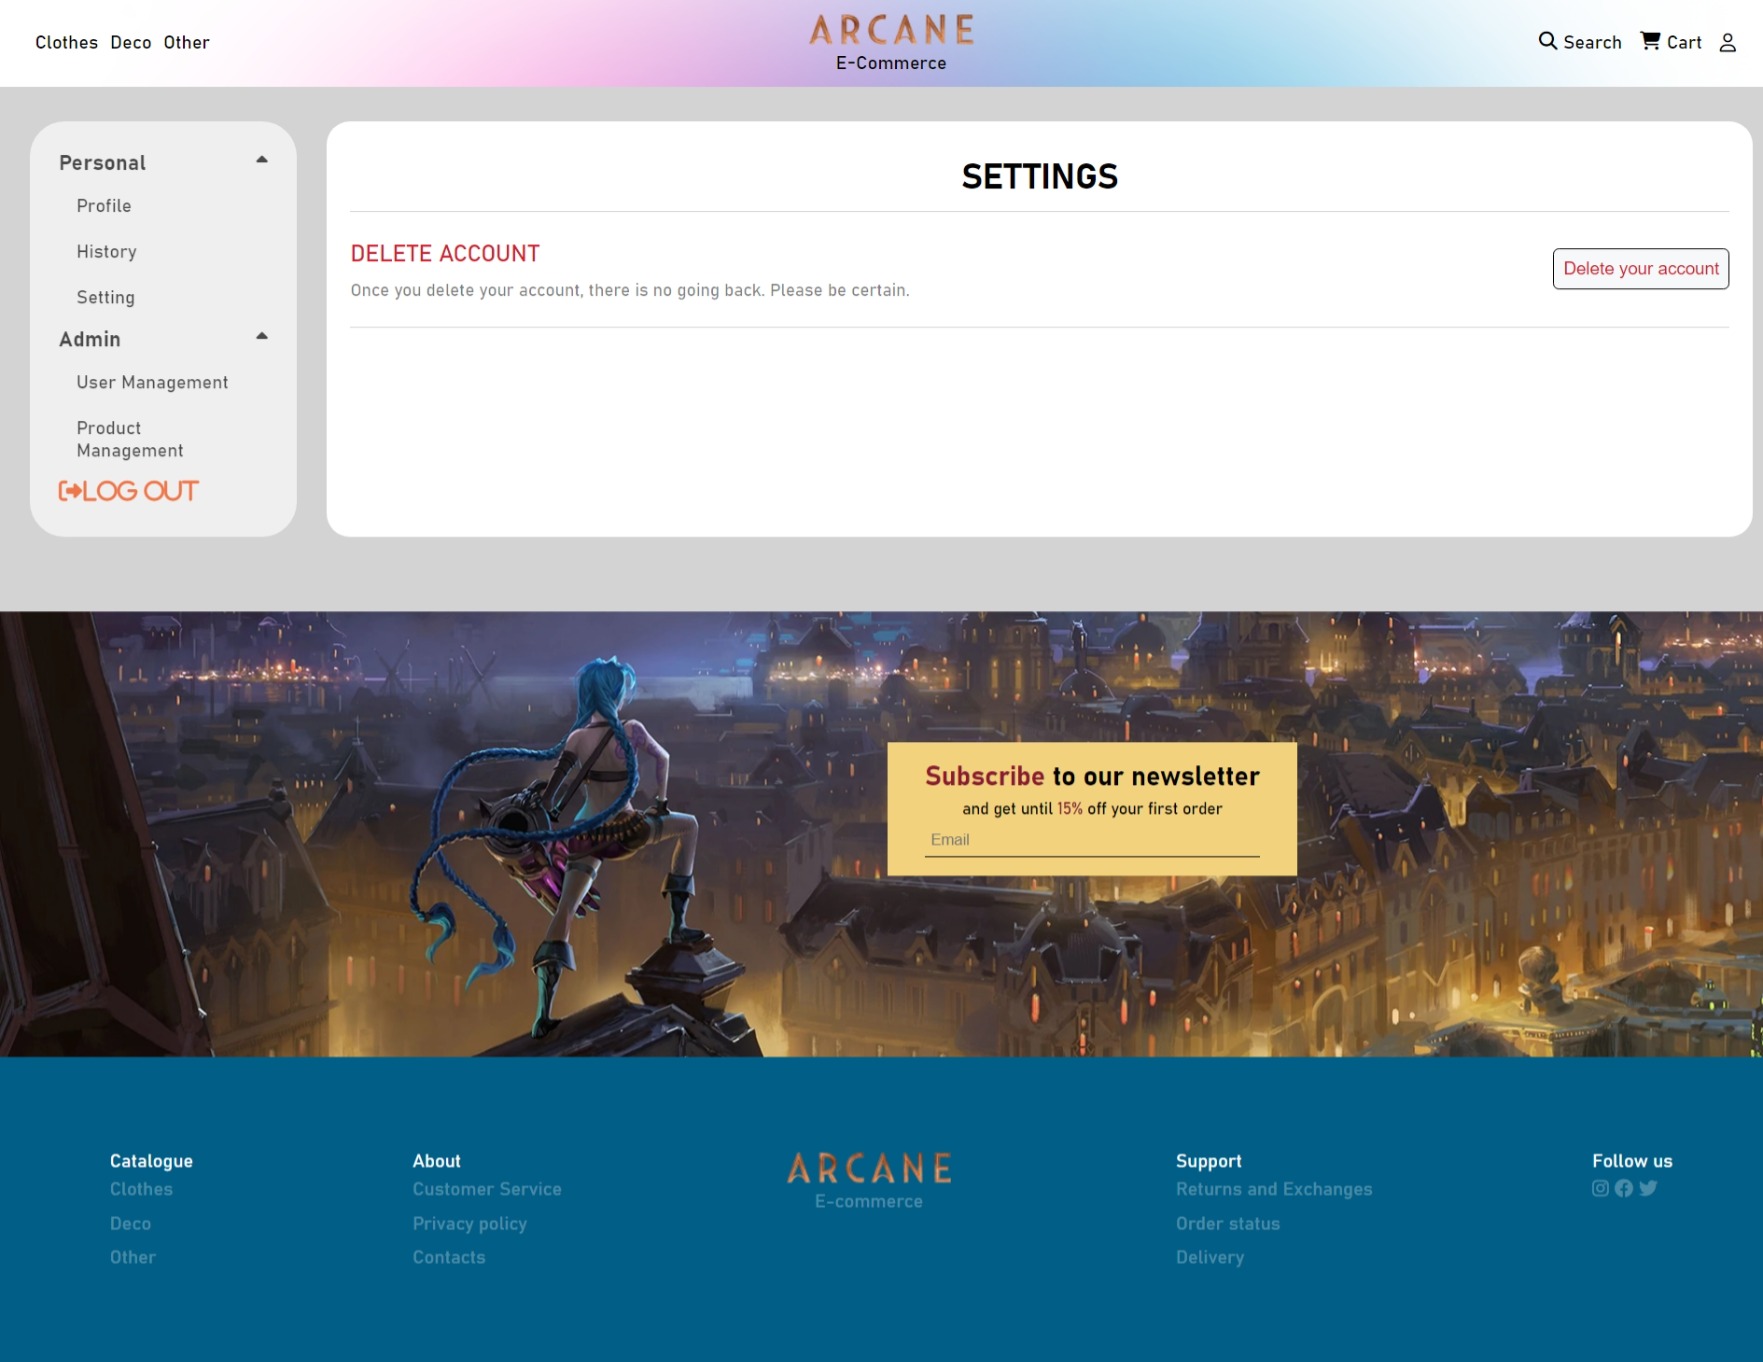 Clothes Deco Other
ARCANE
E-Commerce
Search Cart
Personal
Profile
History
Setting
Admin
User Management
Product
Management
LOG OUT
SETTINGS
DELETE ACCOUNT
Once you delete your account, there is no going back. Please be certain.
Delete your account
Subscribe to our newsletter
and get until 15% off your first order
Email
Catalogue
Clothes
Deco
Other
About
Customer Service
Privacy policy
Contacts
ARCANE
E-commerce
Support
Returns and Exchanges
Order status
Delivery
Follow us